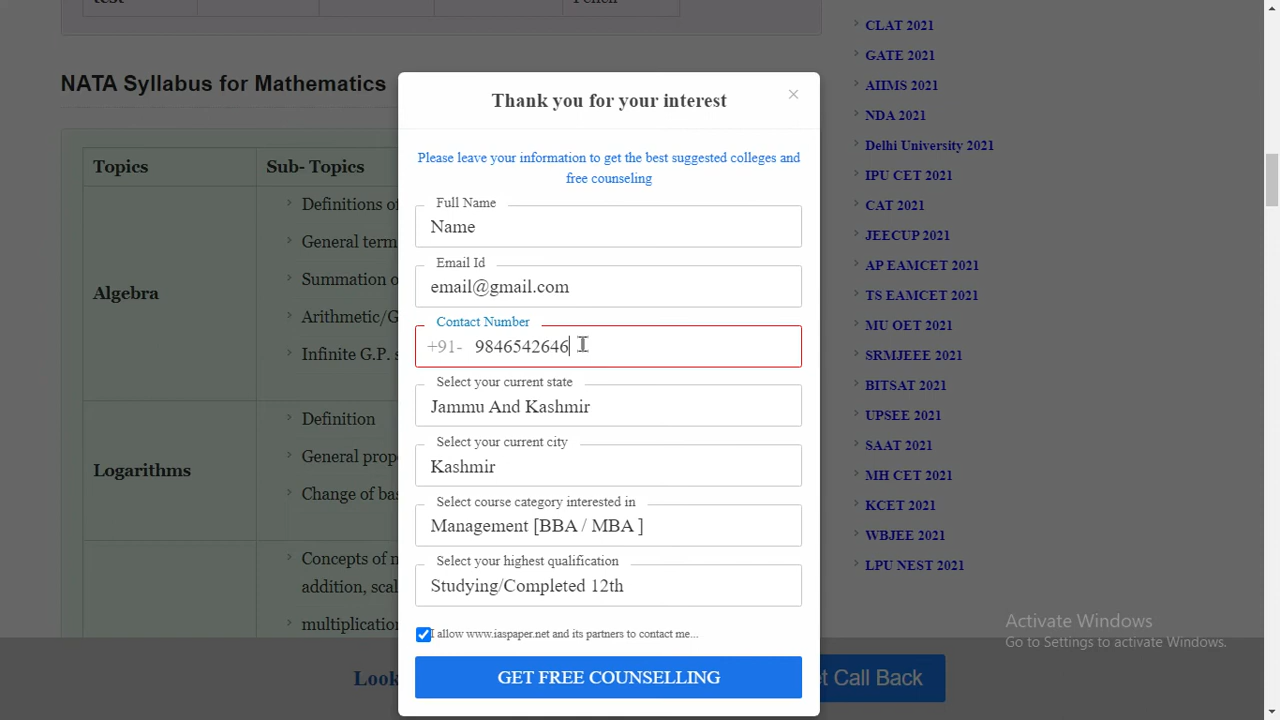 test
Pencil
NATA Syllabus for Mathematics
Topics
Sub- Topics
Algebra
Definitions of
General term
Summation o
Arithmetic/G
Infinite G.P. s
Logarithms
Definition
General prop
Change of bas
Concepts of m
addition, scal
multiplication
Thank you for your interest
×
Please leave your information to get the best suggested colleges and
free counseling
Full Name
Name
Email Id
email@gmail.com
Contact Number
+91- 9846542646
Select your current state
Jammu And Kashmir
Select your current city
Kashmir
Select course category interested in
Management [BBA / MBA ]
Select your highest qualification
Studying/Completed 12th
I allow www.iaspaper.net and its partners to contact me...
GET FREE COUNSELLING
CLAT 2021
GATE 2021
AIIMS 2021
NDA 2021
Delhi University 2021
IPU CET 2021
CAT 2021
JEECUP 2021
AP EAMCET 2021
TS EAMCET 2021
MU OET 2021
SRMJEEE 2021
BITSAT 2021
UPSEE 2021
SAAT 2021
MH CET 2021
KCET 2021
WBJEE 2021
LPU NEST 2021
Look
t Call Back
Activate Windows
Go to Settings to activate Windows.